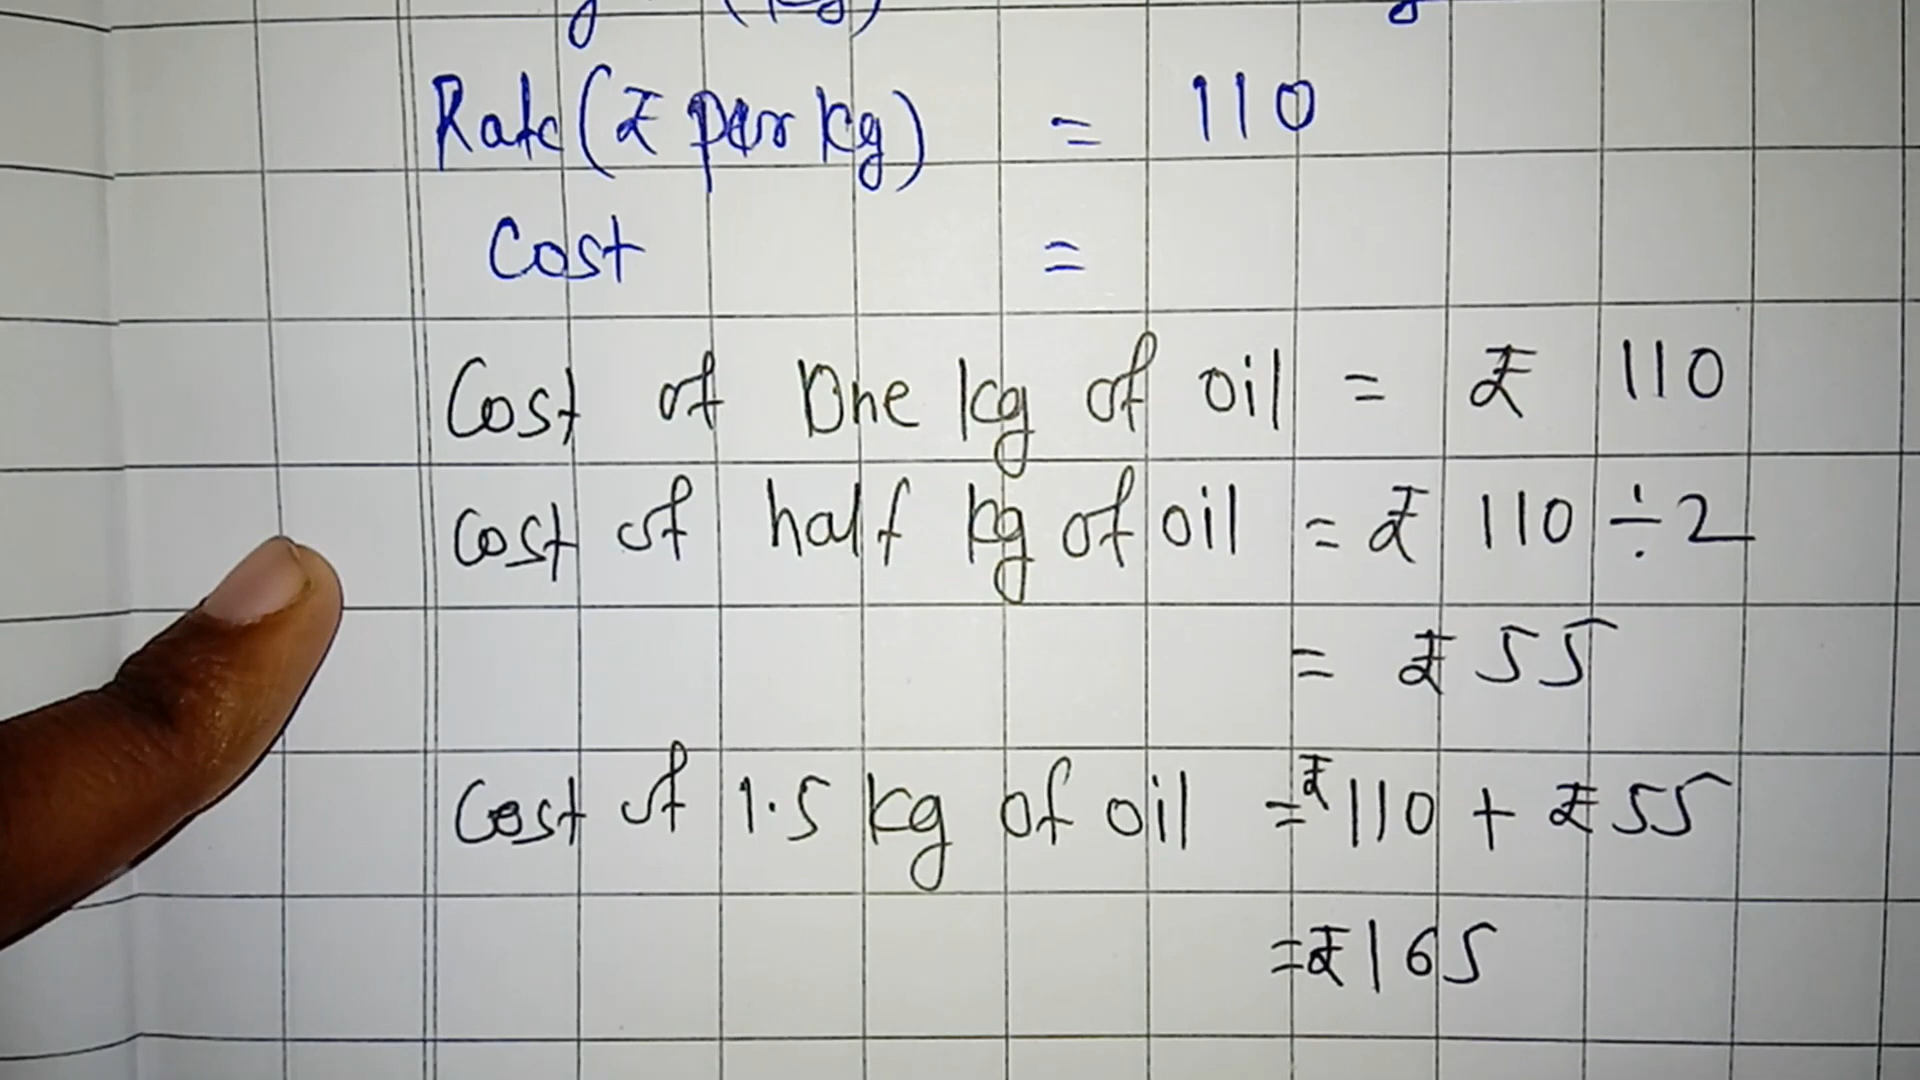 Rate (₹ per kg) = 110
Cost =
Cost of One kg of oil = ₹ 110
Cost of half kg of oil = ₹ 110 ÷ 2
= ₹ 55
Cost of 1.5 kg of oil = ₹ 110 + ₹ 55
= ₹ 165